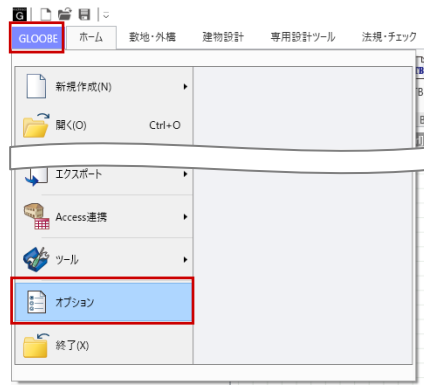 G
GLOOBE ホーム 敷地・外構 建物設計 専用設計ツール 法規・チェック
新規作成(N)
開く(O) Ctrl+O
エクスポート
Access連携
ツール
オプション
終了(X)